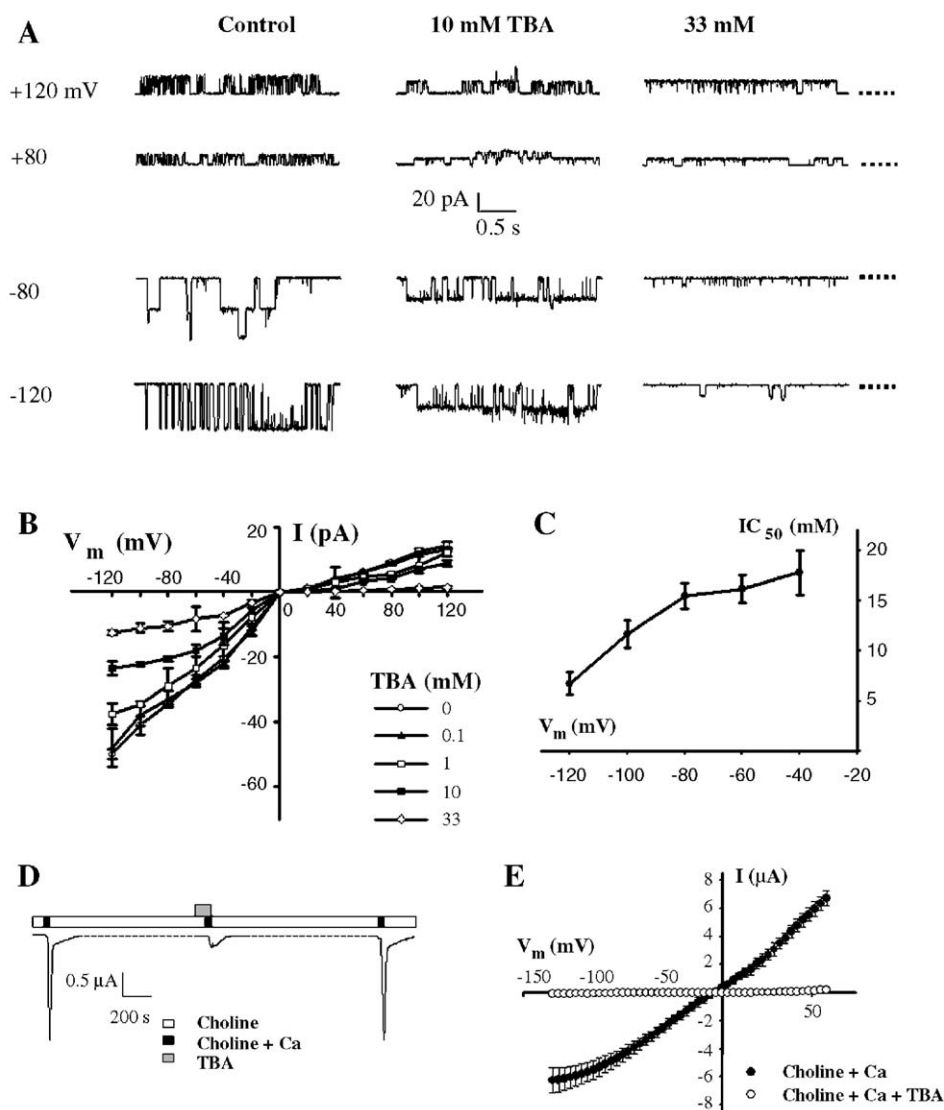 A
Control 10 mM TBA 33 mM
+120 mV
+80
20 pA
0.5 s
-80
-120
B
V m (mV) I (pA)
-120 -80 -40 0 40 80 120
20
-20
-40
-60
TBA (mM)
0
0.1
1
10
33
C
IC 50 (mM)
20
15
10
5
V m (mV)
-120 -100 -80 -60 -40 -20
D
0.5 µA
200 s
Choline
Choline + Ca
TBA
E
I (µA)
V m (mV)
8
6
4
2
0
-2
-4
-6
-8
-150 -100 -50 50
Choline + Ca
Choline + Ca + TBA